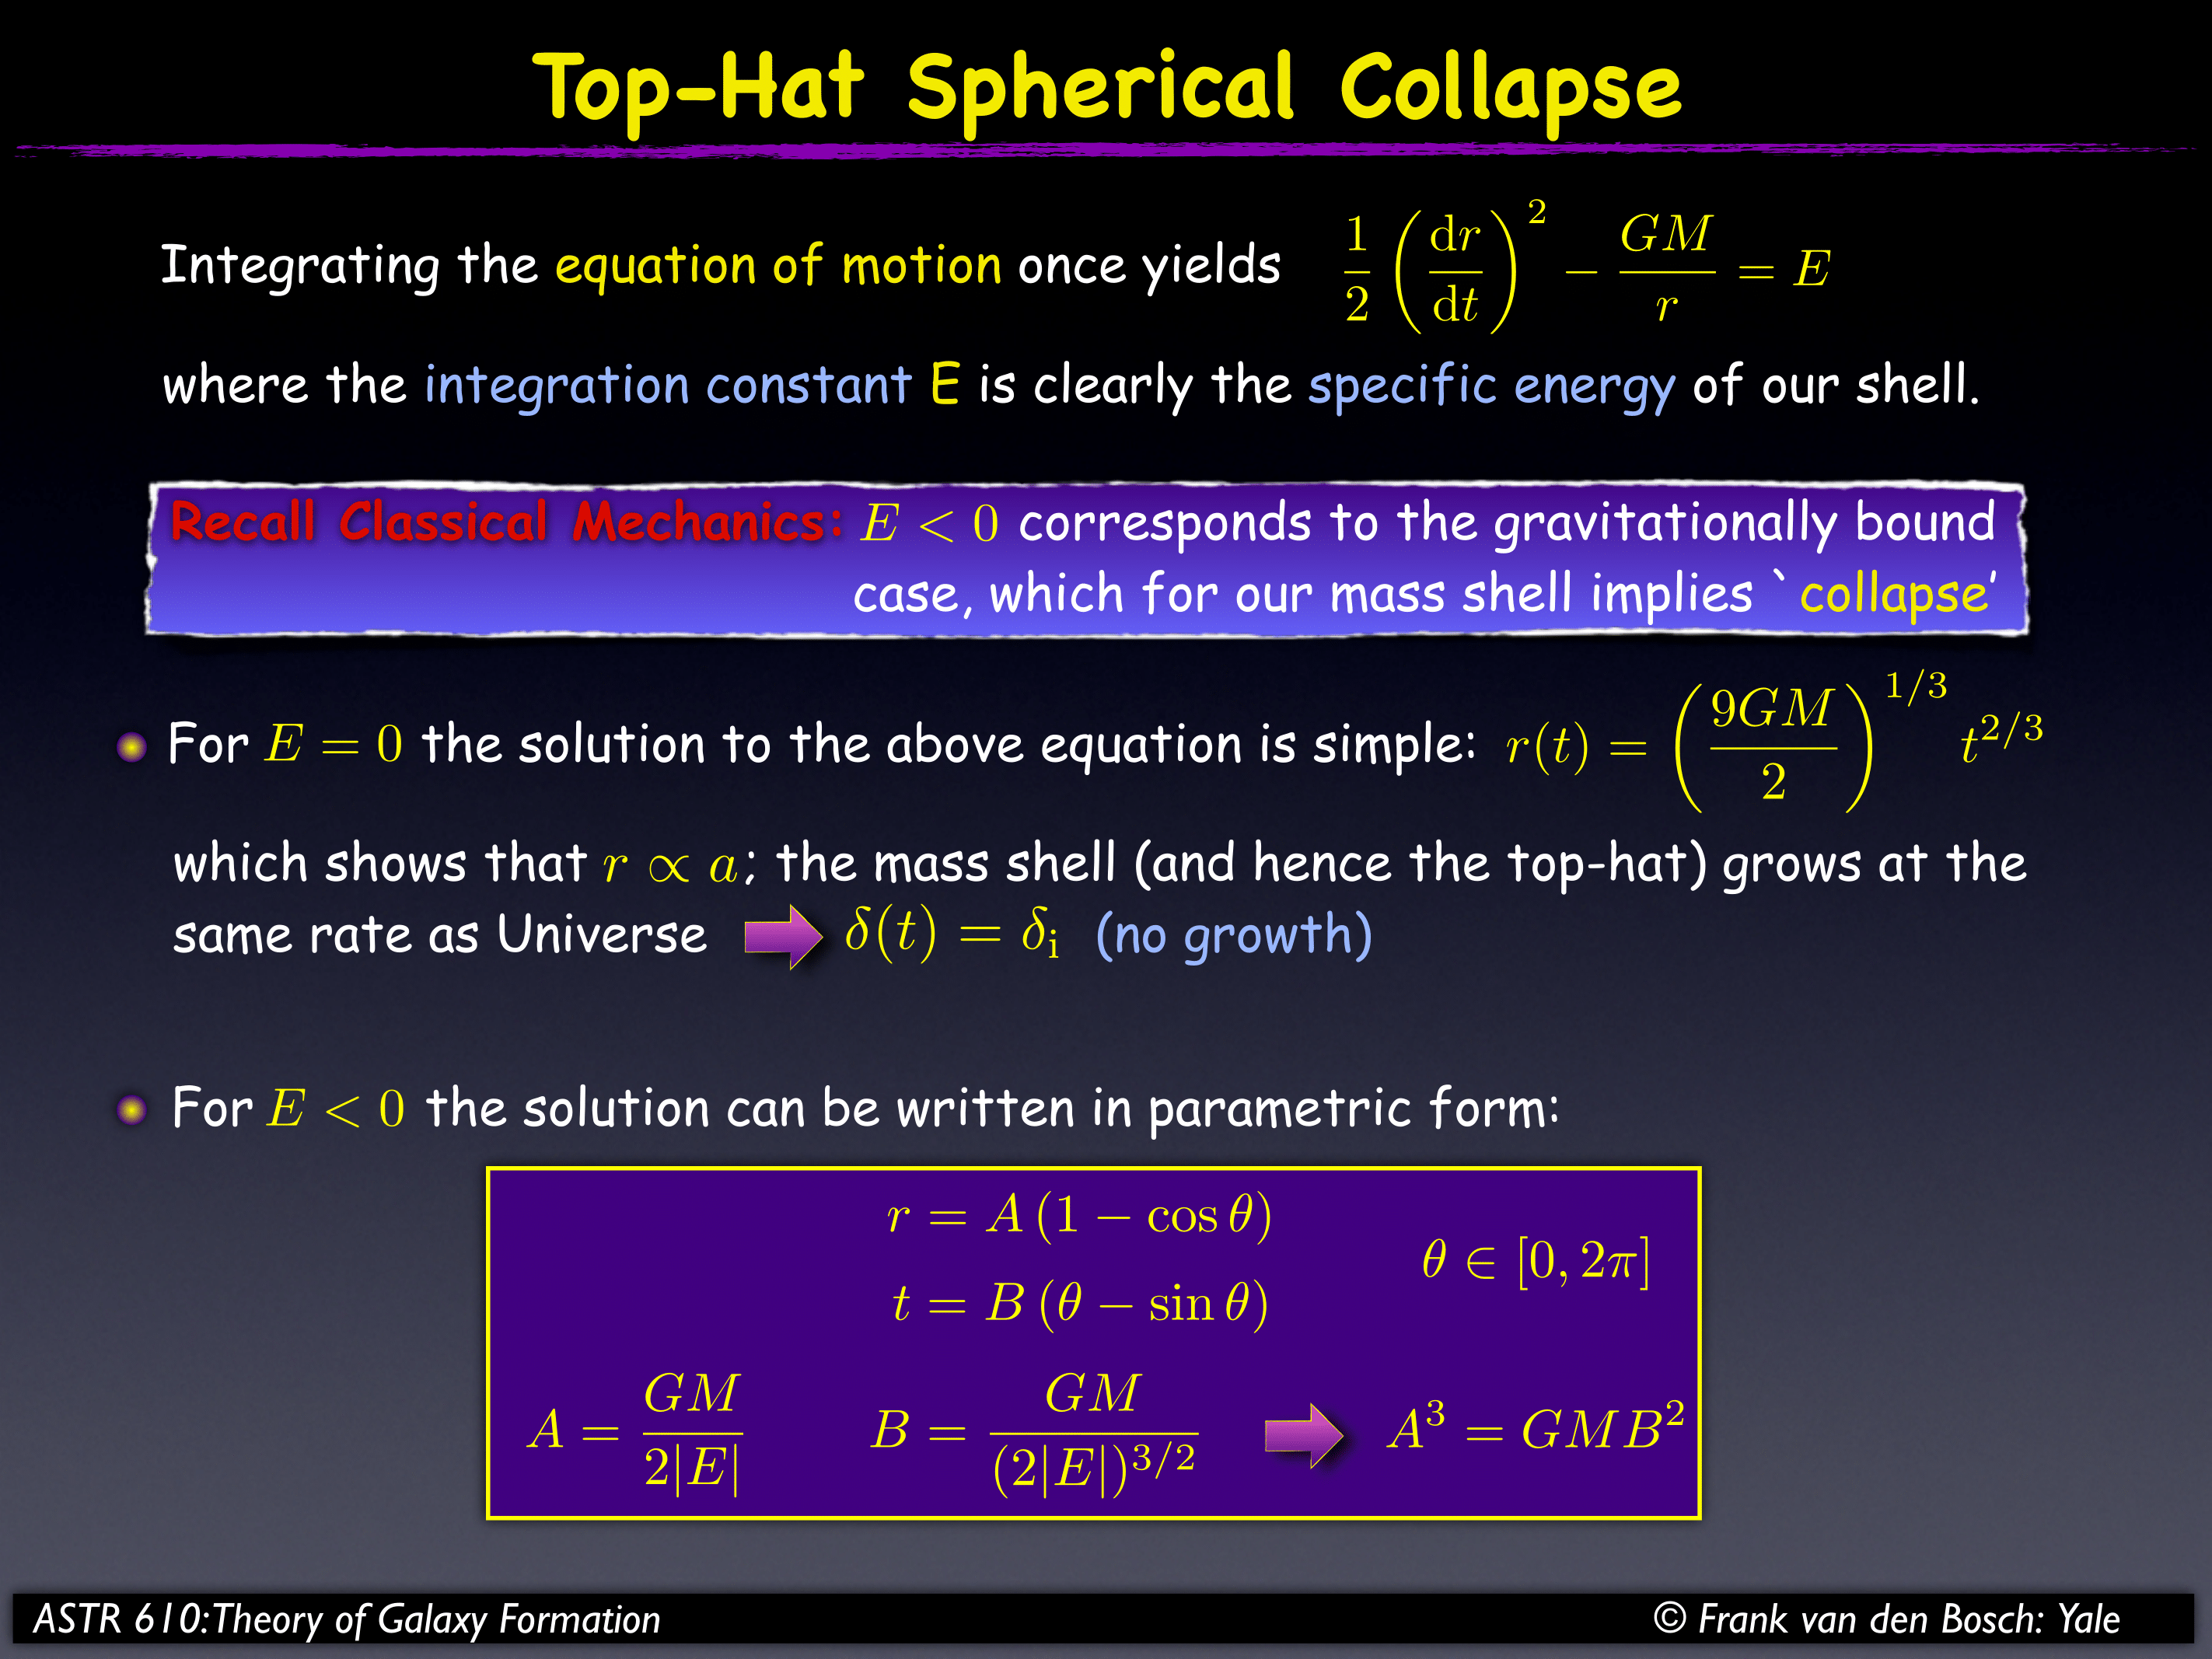 Top-Hat Spherical Collapse
Integrating the equation of motion once yields $\frac{1}{2}\left(\frac{\mathrm{d}r}{\mathrm{d}t}\right)^2 - \frac{GM}{r} = E$
where the integration constant E is clearly the specific energy of our shell.
Recall Classical Mechanics: $E < 0$ corresponds to the gravitationally bound
case, which for our mass shell implies `collapse’
For $E = 0$ the solution to the above equation is simple: $r(t) = \left(\frac{9GM}{2}\right)^{1/3} t^{2/3}$
which shows that $r \propto a$; the mass shell (and hence the top-hat) grows at the
same rate as Universe ➡ $\delta(t) = \delta_{\mathrm{i}}$ (no growth)
For $E < 0$ the solution can be written in parametric form:
$r = A\,(1 - \cos\theta)$
$\theta \in [0, 2\pi]$
$t = B\,(\theta - \sin\theta)$
$A = \frac{GM}{2|E|}$ $B = \frac{GM}{(2|E|)^{3/2}}$ ➡ $A^3 = GMB^2$
ASTR 610:Theory of Galaxy Formation
© Frank van den Bosch: Yale